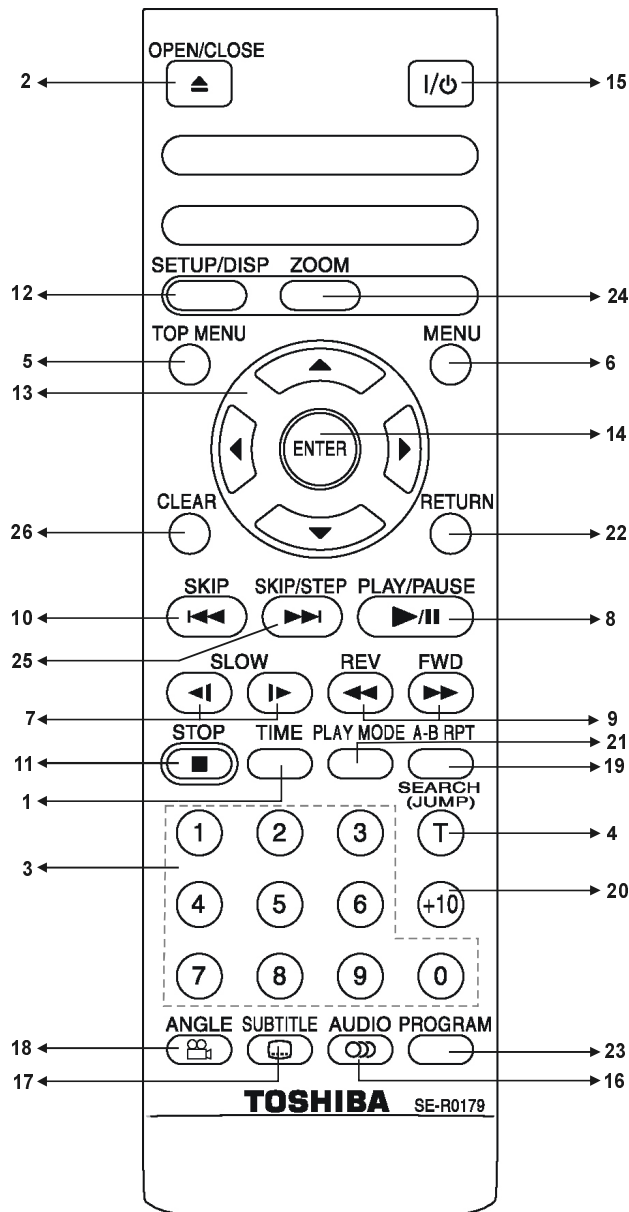 OPEN/CLOSE
2 I/ 15
SETUP/DISP ZOOM
12 24
TOP MENU MENU
5 6
13
ENTER 14
CLEAR RETURN
26 22
SKIP SKIP/STEP PLAY/PAUSE
10 8
25
SLOW REV FWD
7 9
STOP TIME PLAY MODE A-B RPT 21
11 19
1 SEARCH
(JUMP)
1 2 3 T 4
3
4 5 6 +10 20
7 8 9 0
ANGLE SUBTITLE AUDIO PROGRAM
18 23
17 16
TOSHIBA SE-R0179